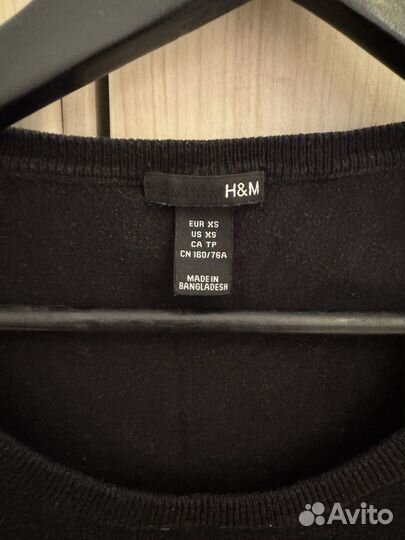 H&M
EUR XS
US XS
CA TP
CN 160/76A
MADE IN
BANGLADESH
Avito